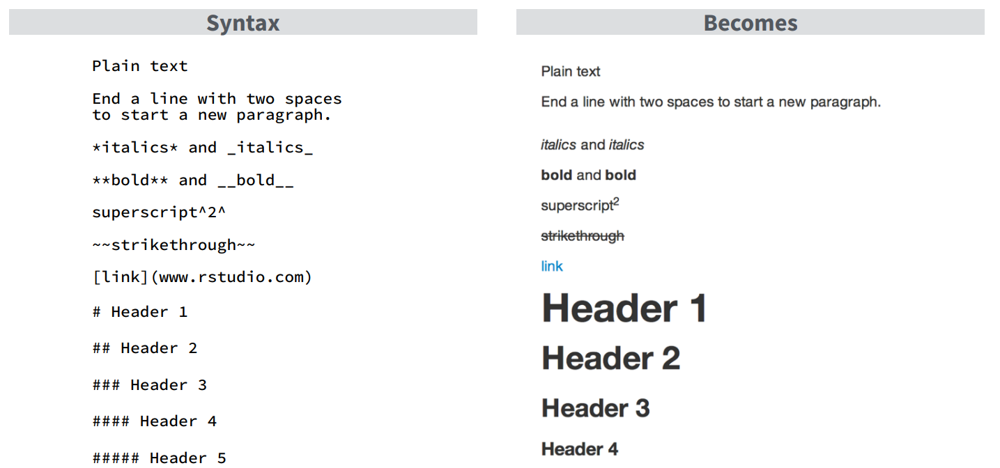 Syntax
Plain text
End a line with two spaces
to start a new paragraph.
*italics* and _italics_
**bold** and __bold__
superscript^2^
~~strikethrough~~
[link](www.rstudio.com)
# Header 1
## Header 2
### Header 3
#### Header 4
##### Header 5
Becomes
Plain text
End a line with two spaces to start a new paragraph.
italics and italics
bold and bold
superscript2
strikethrough
link
Header 1
Header 2
Header 3
Header 4